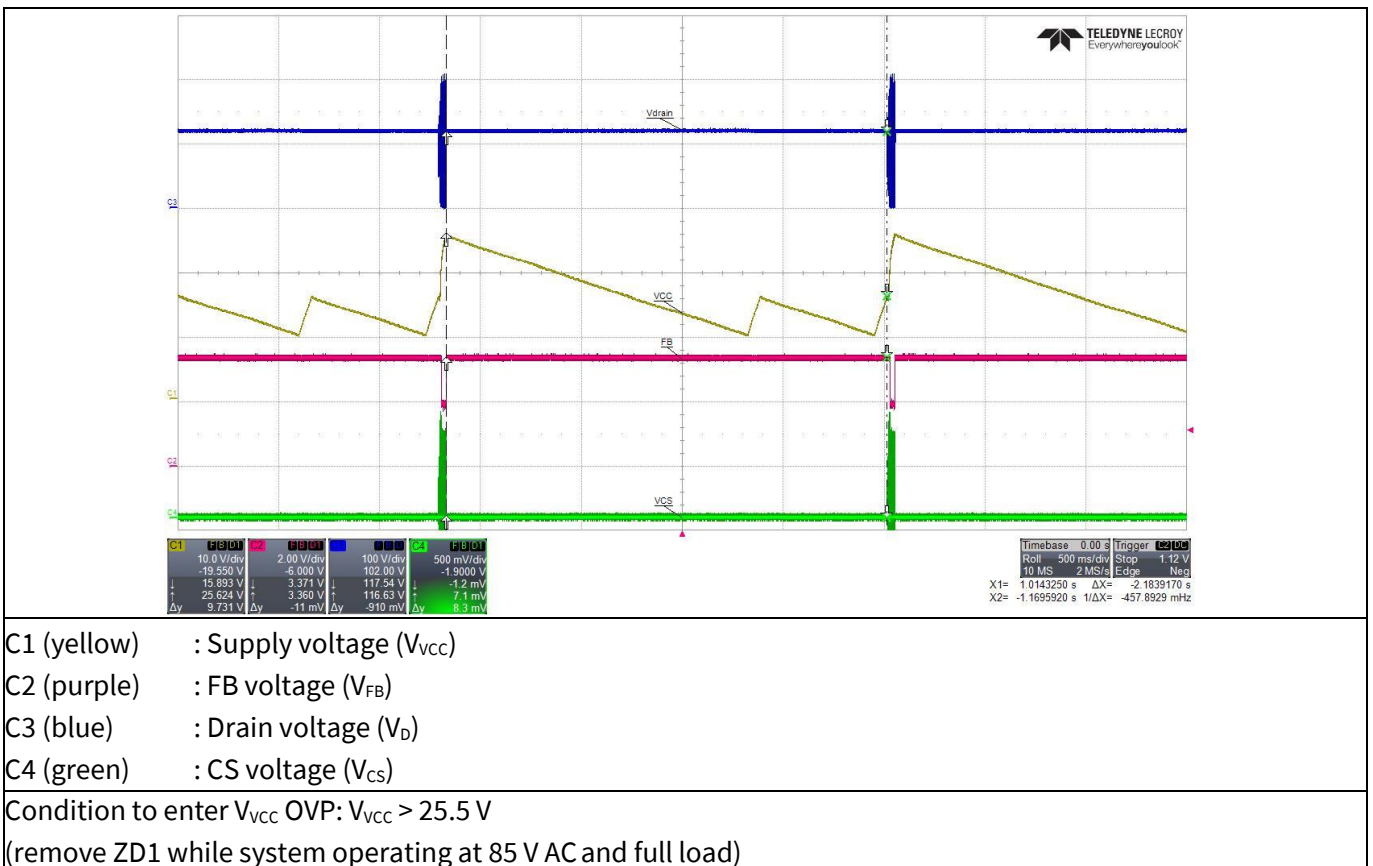 TELEDYNE LECROY
Everywhereyoulook
Vdrain
C3
VCC
FB
C1
C2
VCS
C4
C1 F B D1 C2 F B D1 C4 F B D1
10.0 V/div 2.00 V/div 100 V/div 500 mV/div
-19.550 V -6.000 V 102.00 V -1.9000 V
↓ 15.893 V ↓ 3.371 V ↓ 117.54 V ↓ -1.2 mV
↑ 25.624 V ↑ 3.360 V ↑ 116.63 V ↑ 7.1 mV
Δy 9.731 V Δy -11 mV Δy -910 mV Δy 8.3 mV
Timebase 0.00 s Trigger C2 DC
Roll 500 ms/div Stop 1.12 V
10 MS 2 MS/s Edge Neg
X1= 1.0143250 s ΔX= -2.1839170 s
X2= -1.1695920 s 1/ΔX= -457.8929 mHz
C1 (yellow) : Supply voltage (VVCC)
C2 (purple) : FB voltage (VFB)
C3 (blue) : Drain voltage (VD)
C4 (green) : CS voltage (VCS)
Condition to enter VVCC OVP: VVCC > 25.5 V
(remove ZD1 while system operating at 85 V AC and full load)